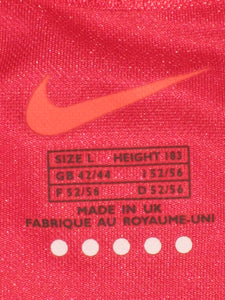 SIZE L HEIGHT 183
GB 42/44 I 52/56
F 52/56 D 52/56
MADE IN UK
FABRIQUE AU ROYAUME-UNI